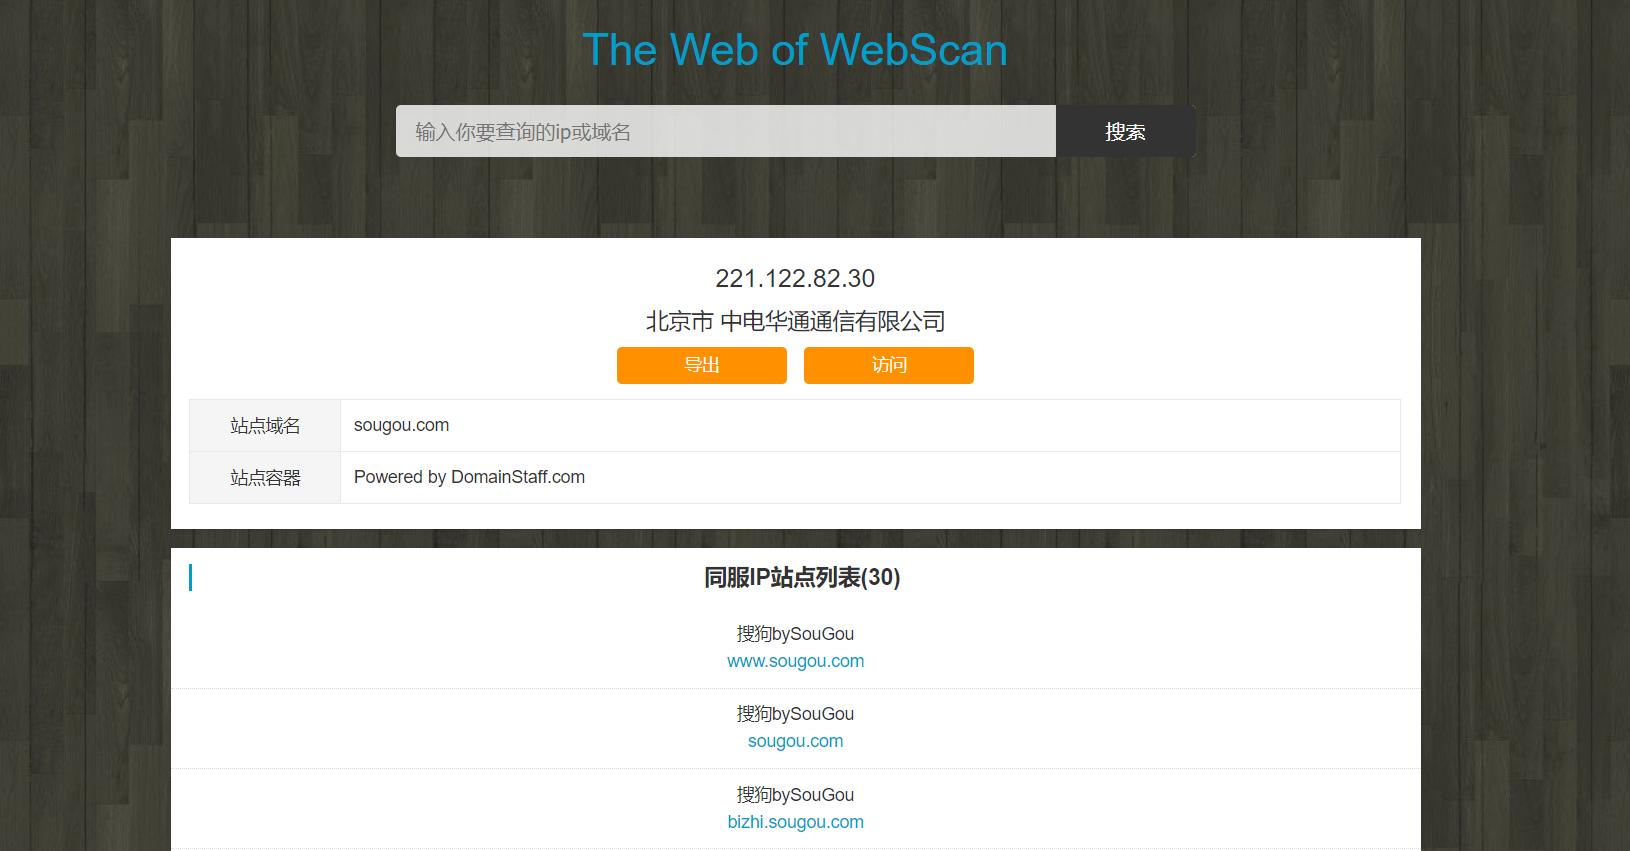 The Web of WebScan
输入你要查询的ip或域名
搜索
221.122.82.30
北京市 中电华通通信有限公司
导出
访问
站点域名
sougou.com
站点容器
Powered by DomainStaff.com
同服IP站点列表(30)
搜狗bySouGou
www.sougou.com
搜狗bySouGou
sougou.com
搜狗bySouGou
bizhi.sougou.com